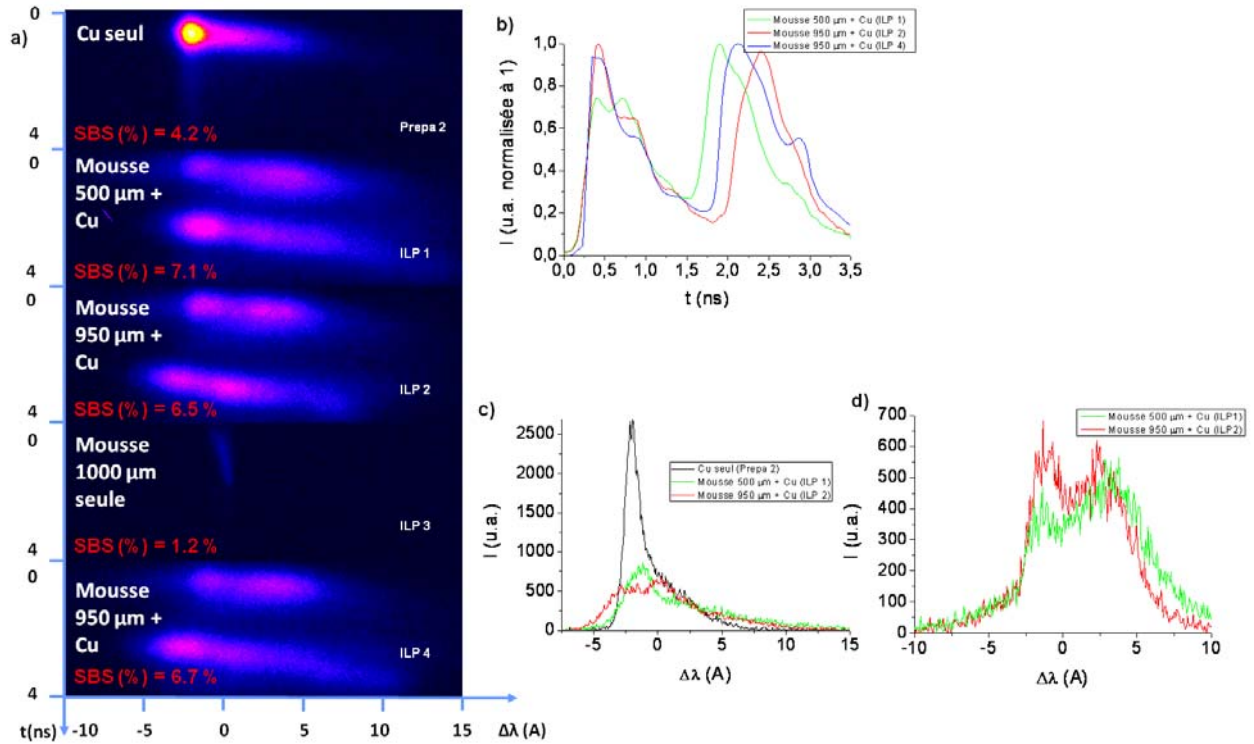 a)
0
Cu seul
SBS (%) = 4.2 %
Prepa 2
4
0
Mousse
500 µm +
Cu
SBS (%) = 7.1 %
ILP 1
4
0
Mousse
950 µm +
Cu
SBS (%) = 6.5 %
ILP 2
4
0
Mousse
1000 µm
seule
SBS (%) = 1.2 %
ILP 3
4
0
Mousse
950 µm +
Cu
SBS (%) = 6.7 %
ILP 4
4
t(ns) -10 -5 0 5 10 15 Δλ (A)
b)
Mousse 500 µm + Cu (ILP 1)
Mousse 950 µm + Cu (ILP 2)
Mousse 950 µm + Cu (ILP 4)
I (u.a. normalisée à 1)
1,0
0,8
0,6
0,4
0,2
0,0
0,0 0,5 1,0 1,5 2,0 2,5 3,0 3,5
t (ns)
c)
Cu seul (Prepa 2)
Mousse 500 µm + Cu (ILP 1)
Mousse 950 µm + Cu (ILP 2)
I (u.a.)
2500
2000
1500
1000
500
0
-5 0 5 10 15
Δλ (A)
d)
Mousse 500 µm + Cu (ILP1)
Mousse 950 µm + Cu (ILP2)
I (u.a.)
700
600
500
400
300
200
100
0
-10 -5 0 5 10
Δλ (A)